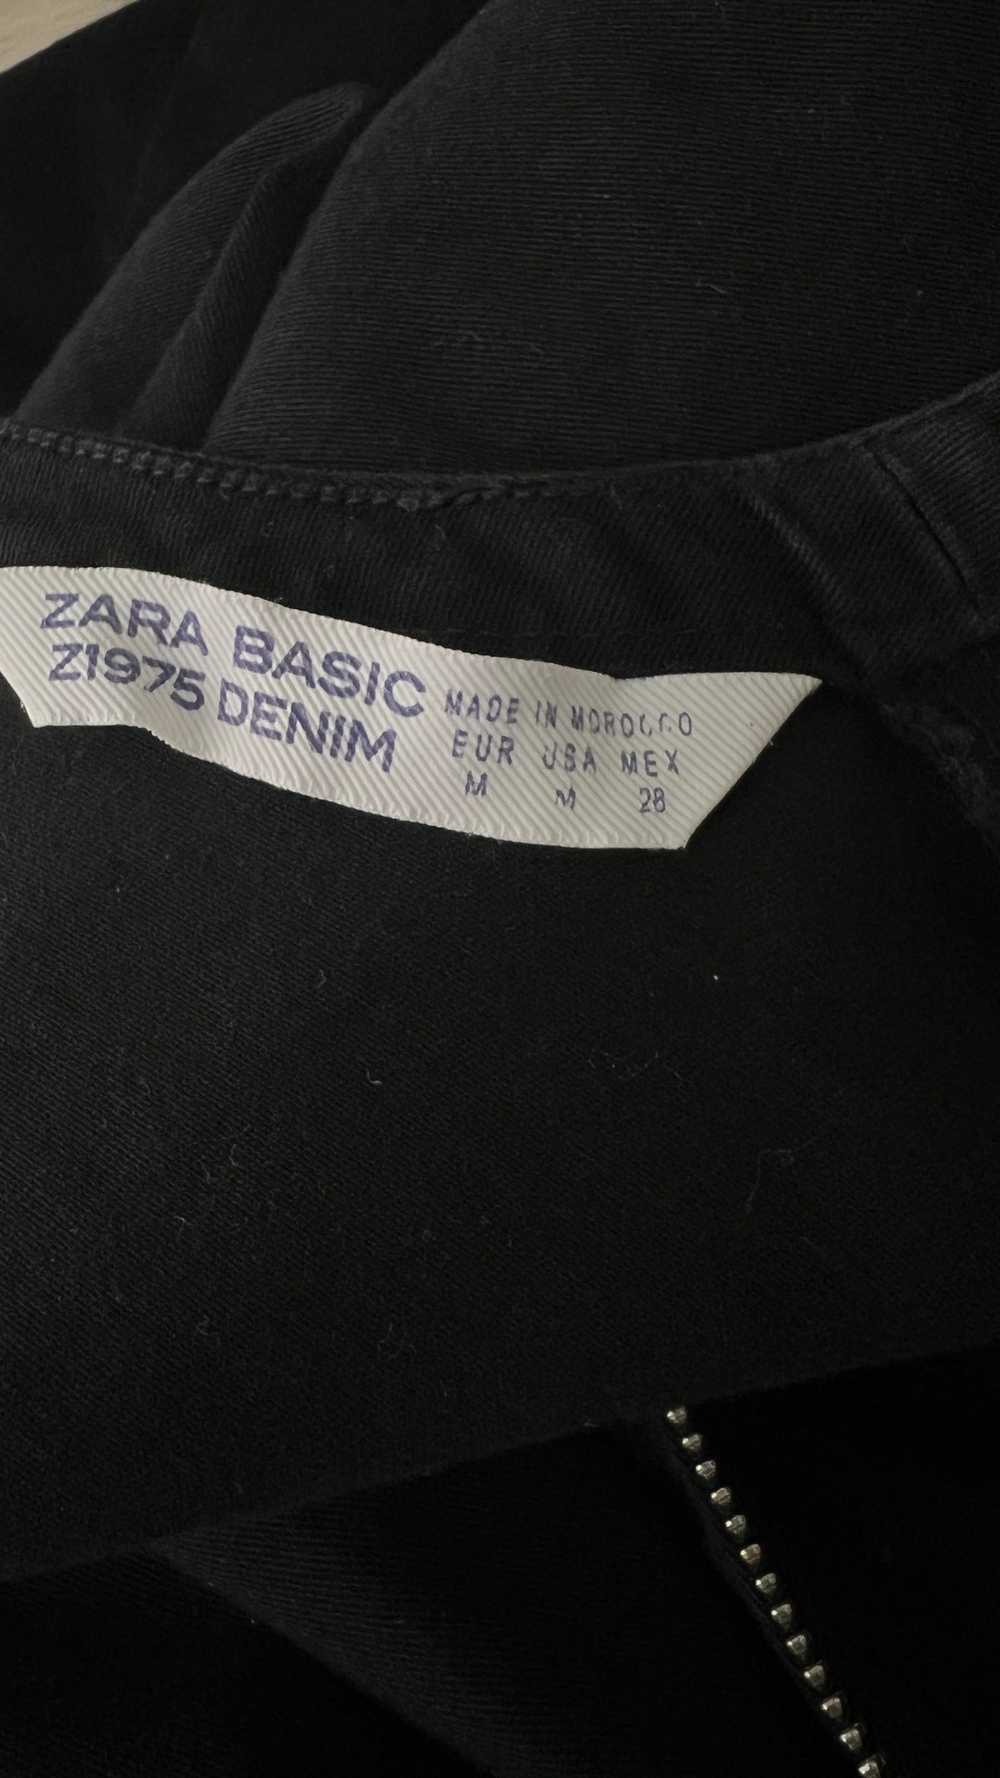 ZARA BASIC
Z1975 DENIM
MADE IN MOROCCO
EUR USA MEX
M M 28